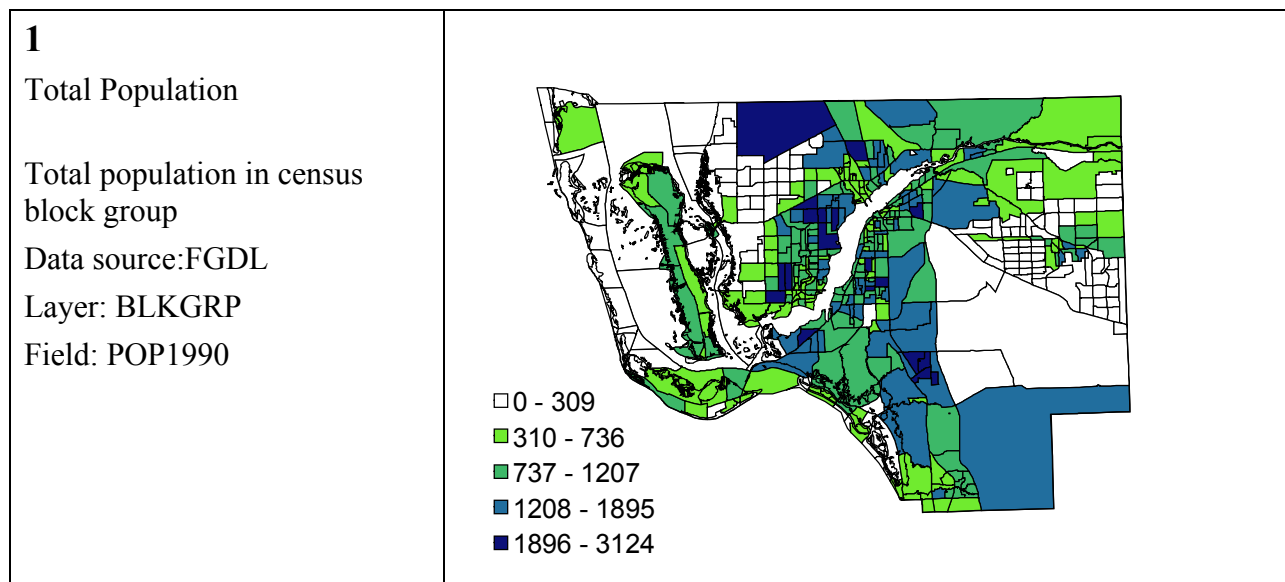 1
Total Population
Total population in census
block group
Data source:FGDL
Layer: BLKGRP
Field: POP1990
0 - 309
310 - 736
737 - 1207
1208 - 1895
1896 - 3124